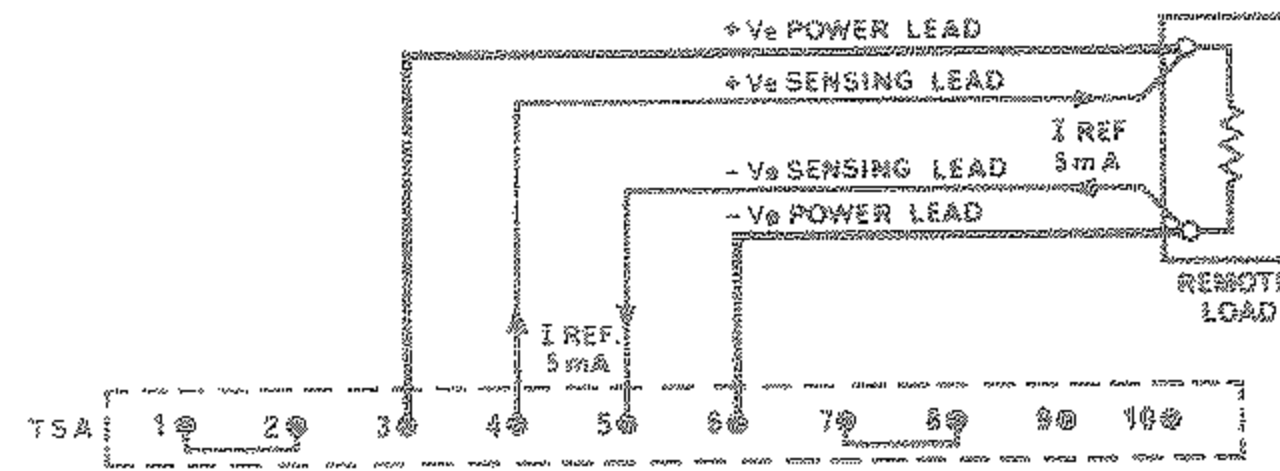 +Ve POWER LEAD
+Ve SENSING LEAD
I REF
5mA
-Ve SENSING LEAD
-Ve POWER LEAD
REMOTE
LOAD
I REF.
5mA
TSA 1 2 3 4 5 6 7 8 9 10